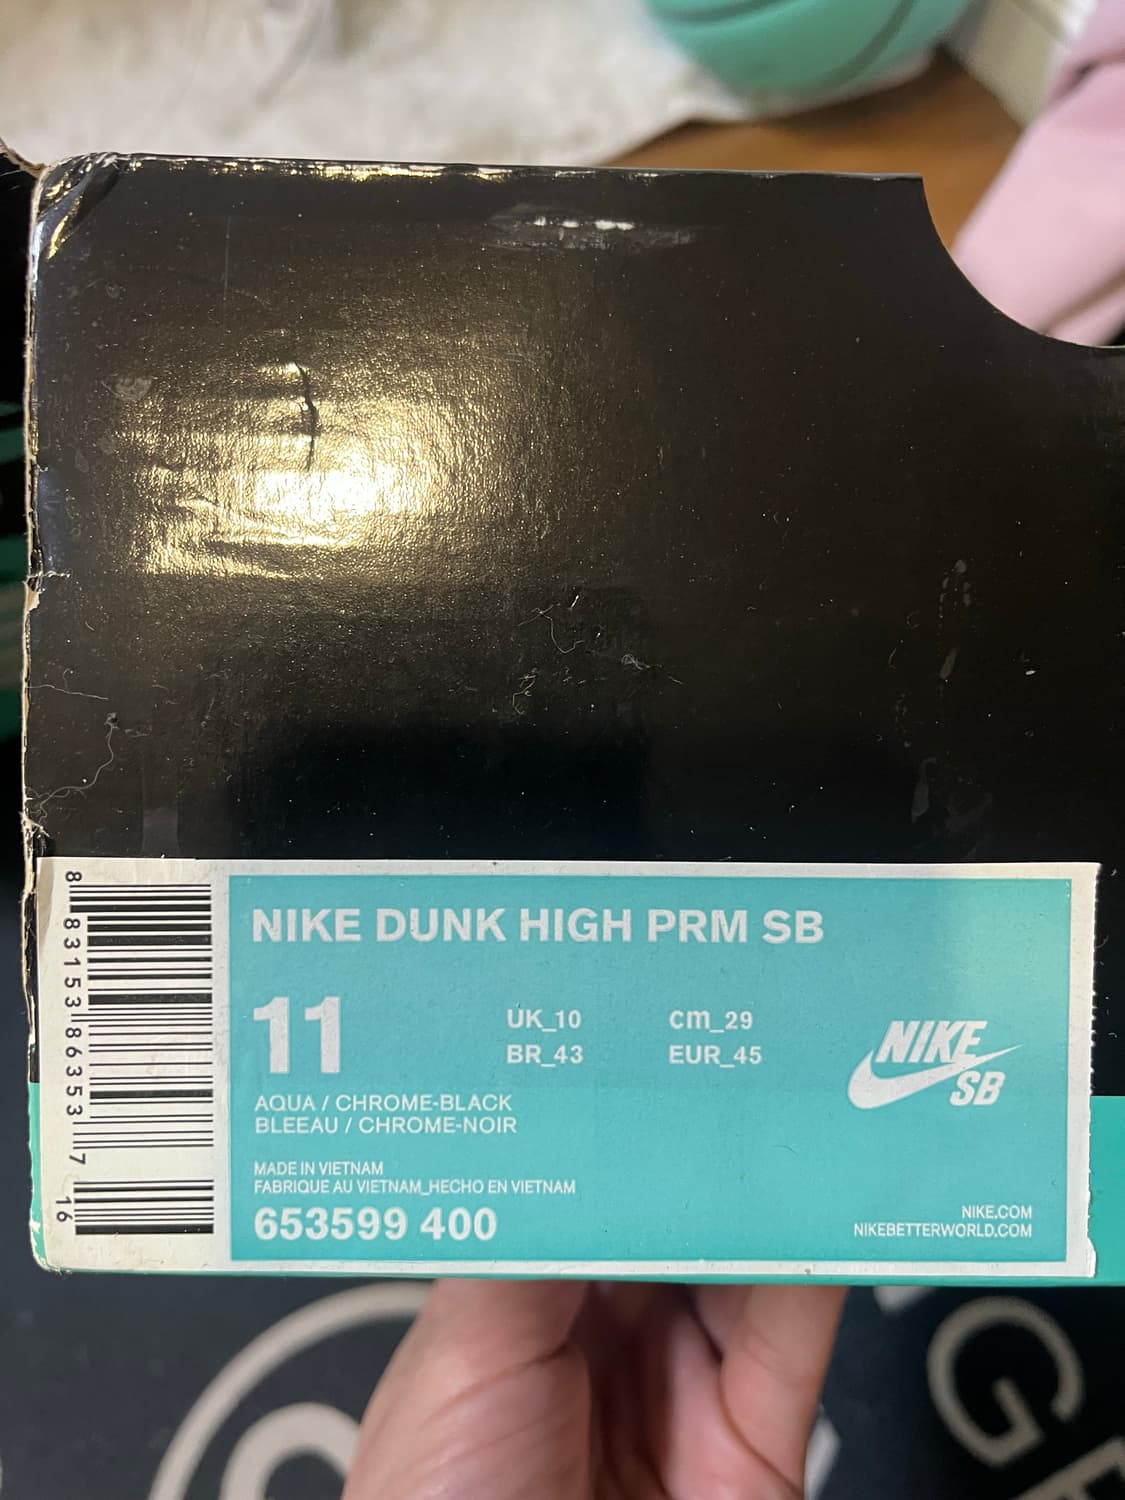 NIKE DUNK HIGH PRM SB
11
UK_10
cm_29
BR_43
EUR_45
AQUA / CHROME-BLACK
BLEEAU / CHROME-NOIR
MADE IN VIETNAM
FABRIQUE AU VIETNAM_HECHO EN VIETNAM
653599 400
NIKE
SB
NIKE.COM
NIKEBETTERWORLD.COM
8 83153 86353 7 16